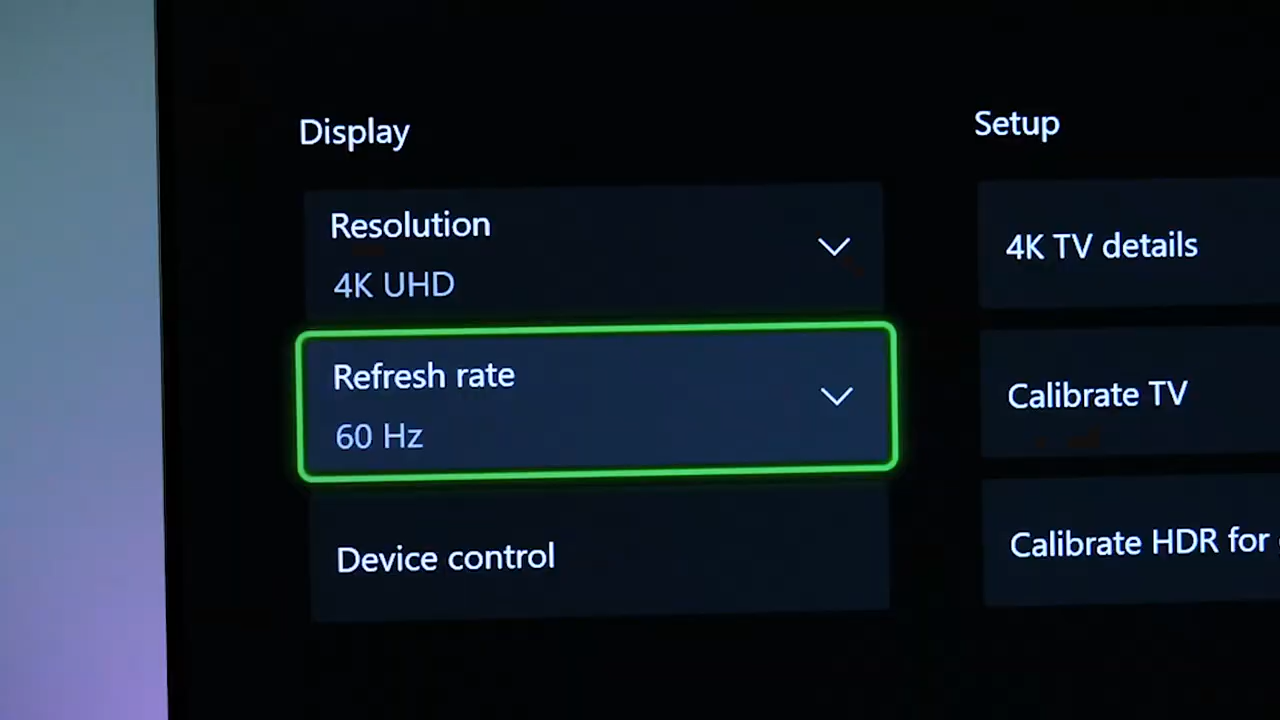 Display
Resolution
4K UHD
Refresh rate
60 Hz
Device control
Setup
4K TV details
Calibrate TV
Calibrate HDR for